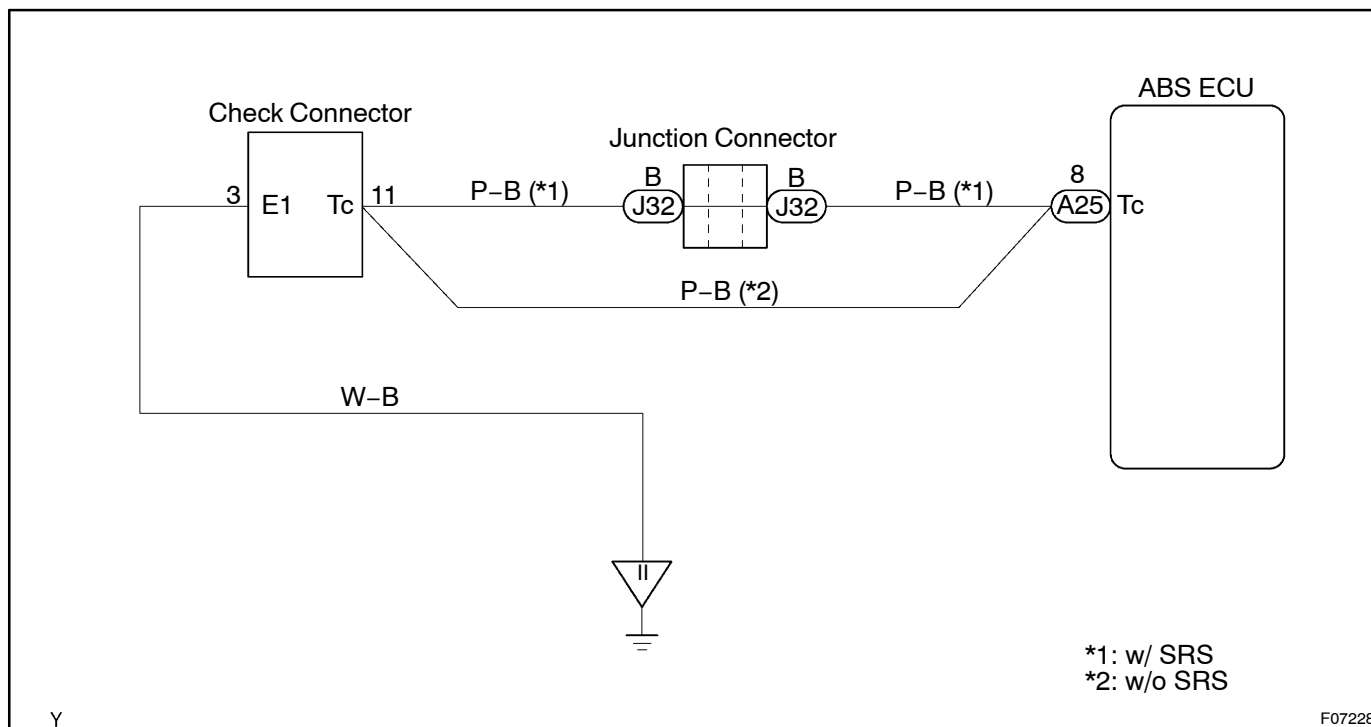 ABS ECU
Check Connector
Junction Connector
3 E1 Tc 11
P−B (*1)
B
J32
B
J32
P−B (*1)
8
A25
Tc
P−B (*2)
W−B
II
*1: w/ SRS
*2: w/o SRS
Y
F07228